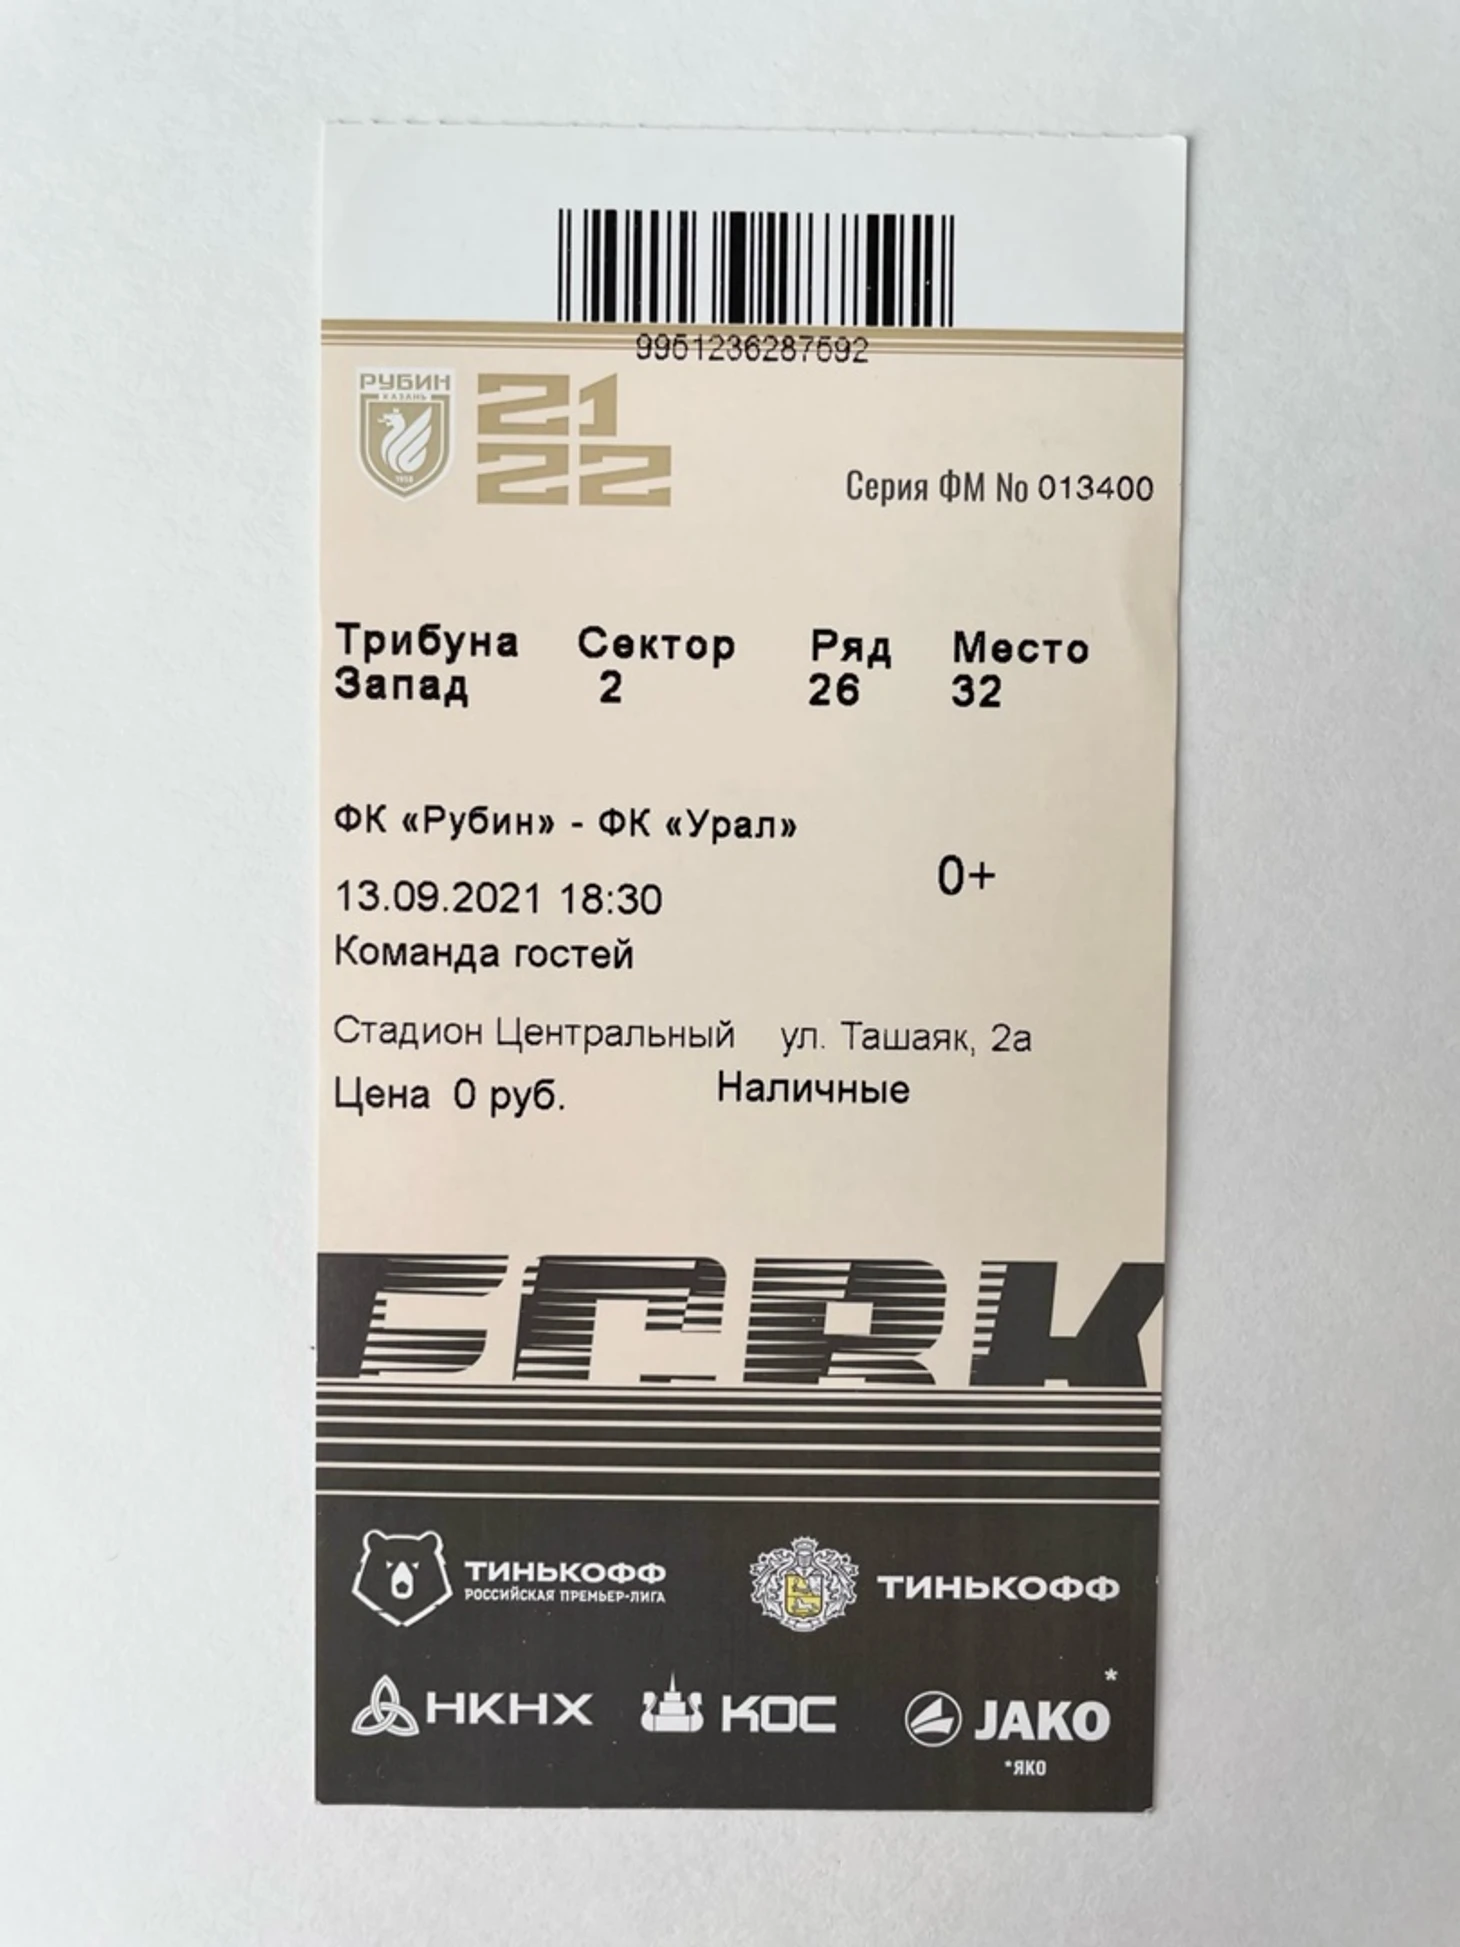 9951236287592
РУБИН
КАЗАНЬ
1958
21
22
Серия ФМ № 013400
Трибуна Сектор Ряд Место
Запад 2 26 32
ФК «Рубин» - ФК «Урал»
0+
13.09.2021 18:30
Команда гостей
Стадион Центральный ул. Ташаяк, 2а
Цена 0 руб. Наличные
FCRK
ТИНЬКОФФ
РОССИЙСКАЯ ПРЕМЬЕР-ЛИГА
ТИНЬКОФФ
НКНХ КОС JAKO*
*ЯКО